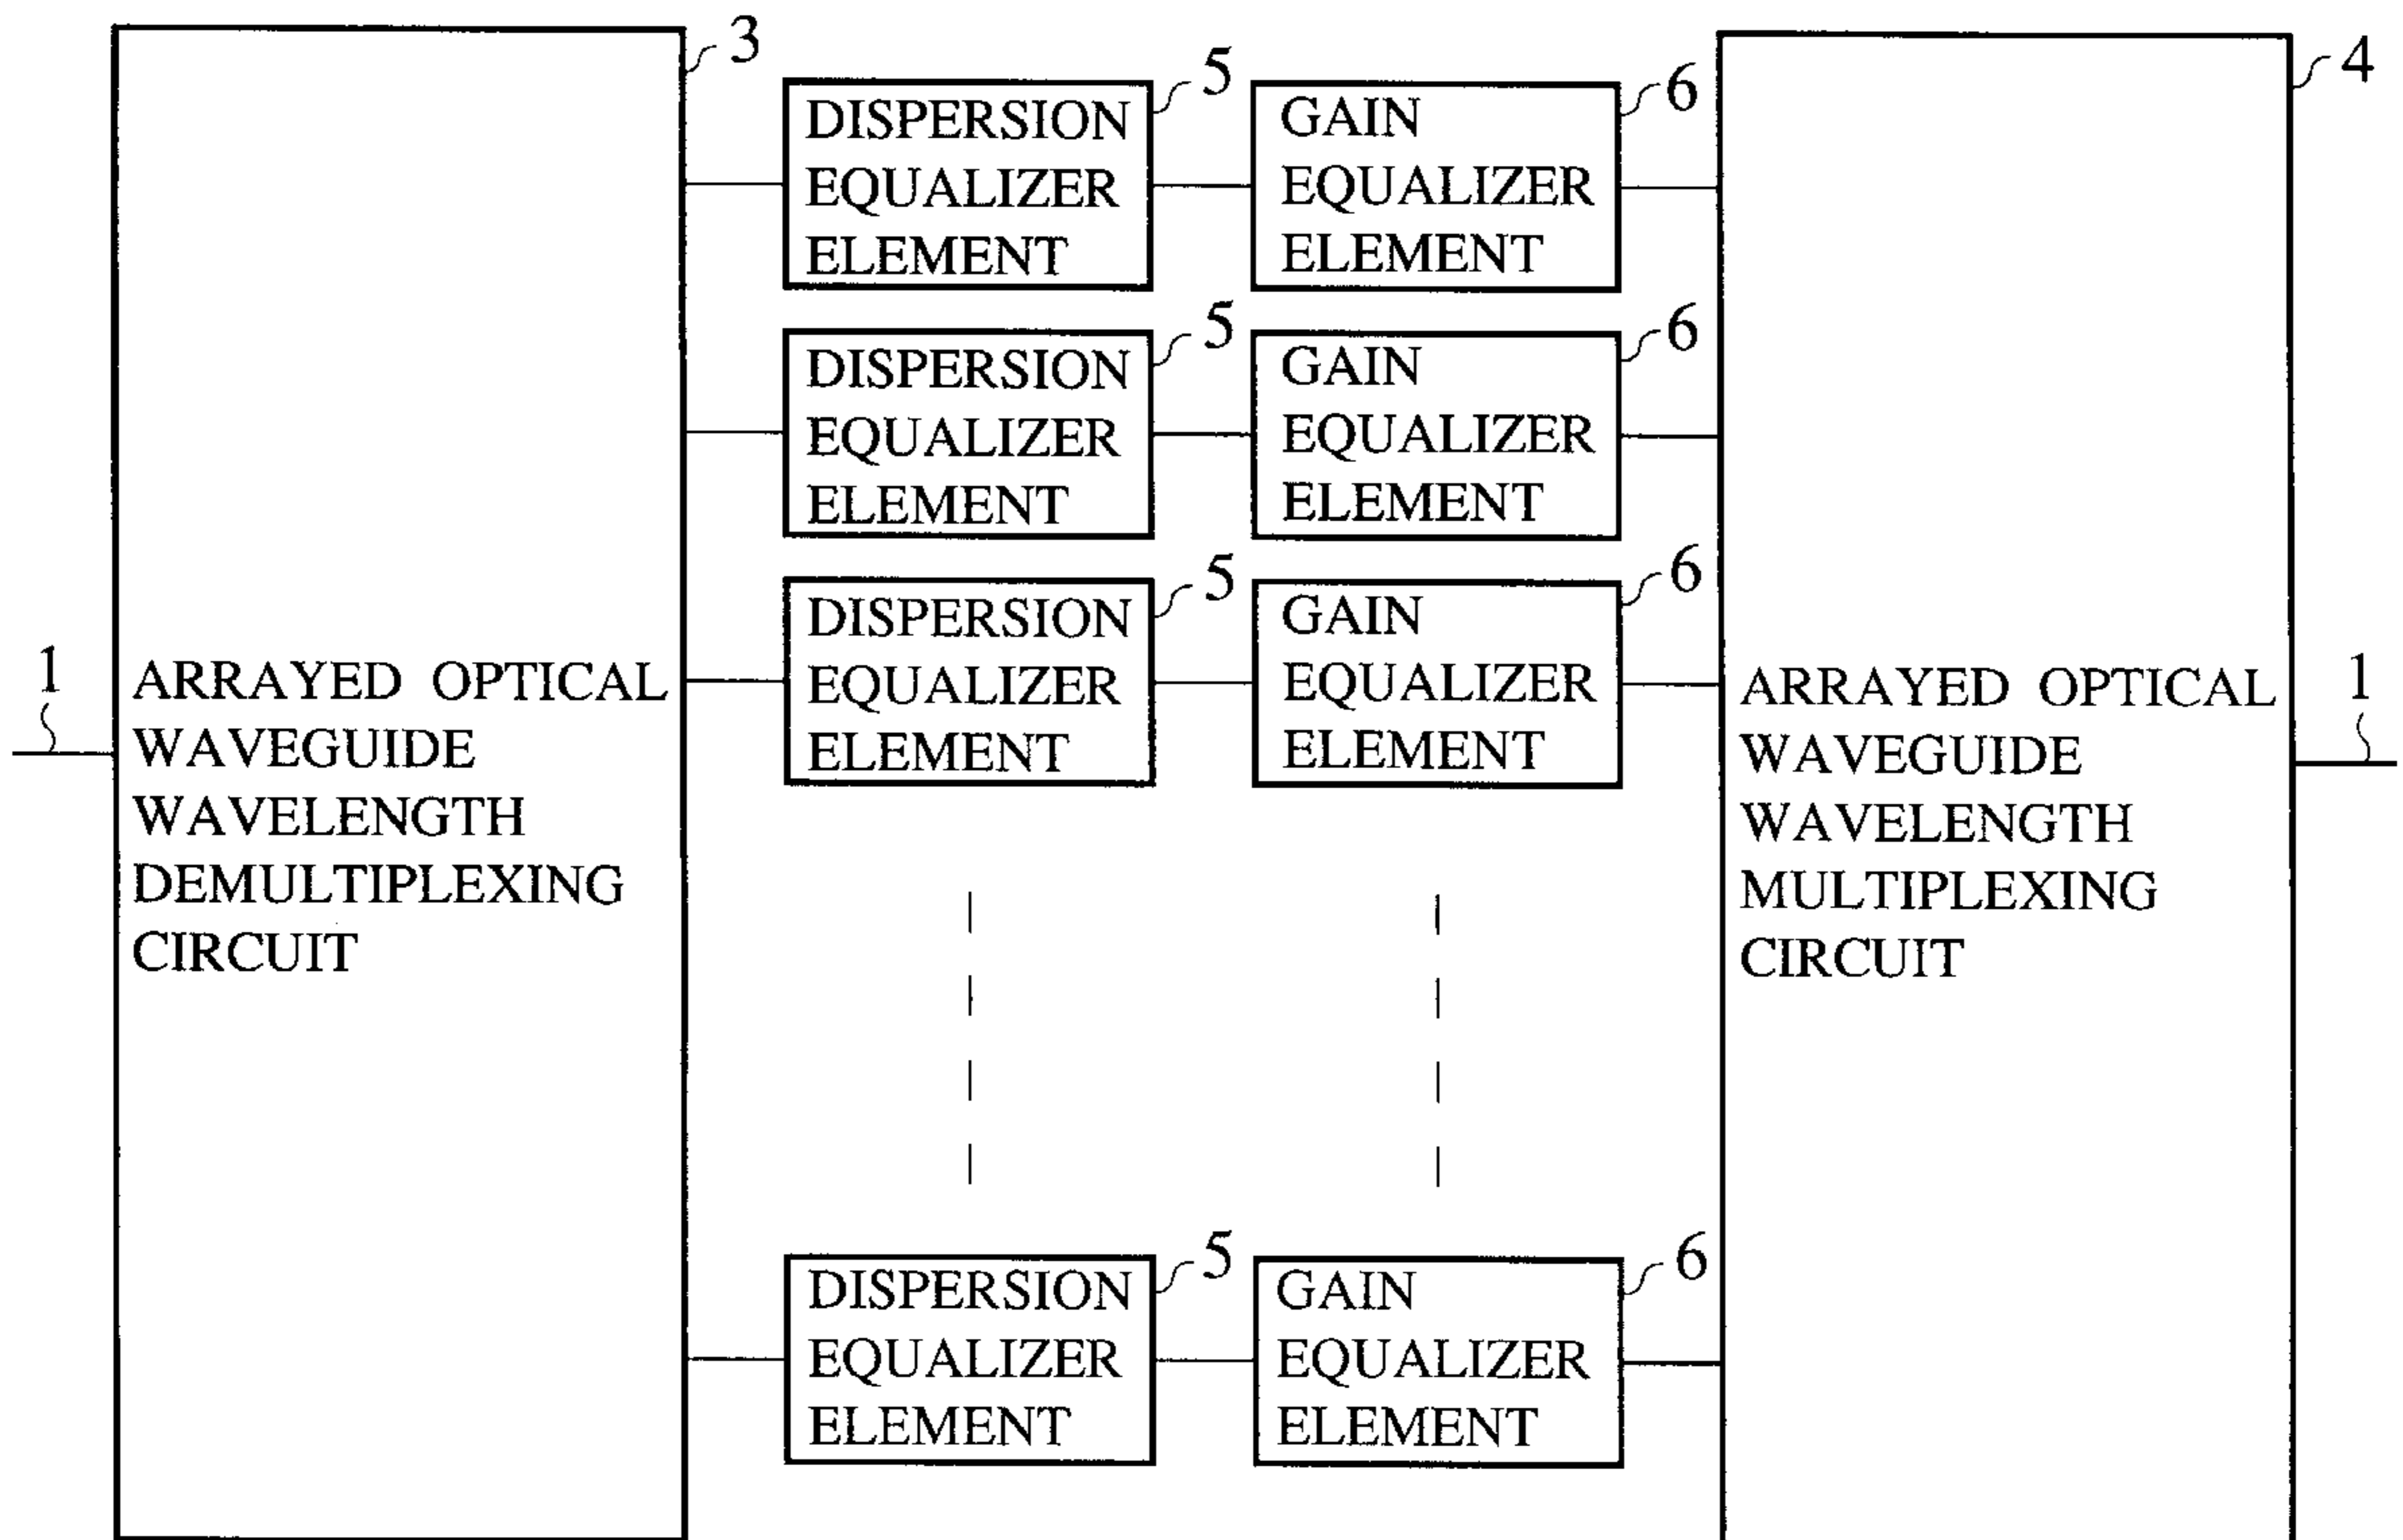 3
4
5
6
DISPERSION
EQUALIZER
ELEMENT
GAIN
EQUALIZER
ELEMENT
5
6
DISPERSION
EQUALIZER
ELEMENT
GAIN
EQUALIZER
ELEMENT
5
6
DISPERSION
EQUALIZER
ELEMENT
GAIN
EQUALIZER
ELEMENT
1
ARRAYED OPTICAL
WAVEGUIDE
WAVELENGTH
DEMULTIPLEXING
CIRCUIT
ARRAYED OPTICAL
WAVEGUIDE
WAVELENGTH
MULTIPLEXING
CIRCUIT
1
5
6
DISPERSION
EQUALIZER
ELEMENT
GAIN
EQUALIZER
ELEMENT